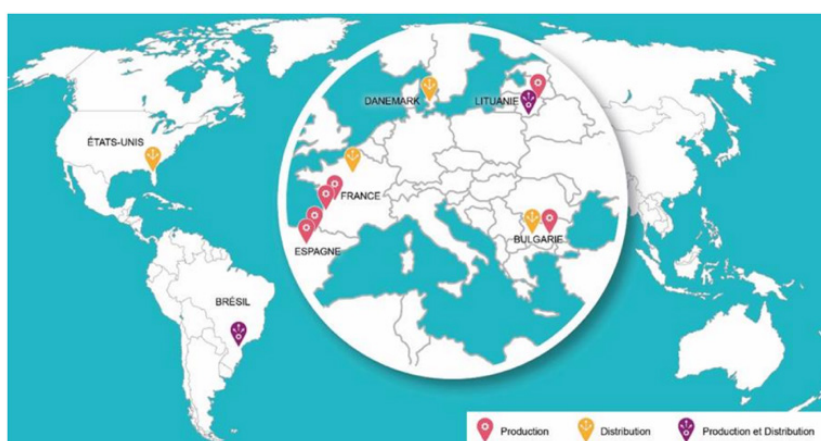 DANEMARK
LITUANIE
ÉTATS-UNIS
FRANCE
BULGARIE
ESPAGNE
BRÉSIL
Production
Distribution
Production et Distribution